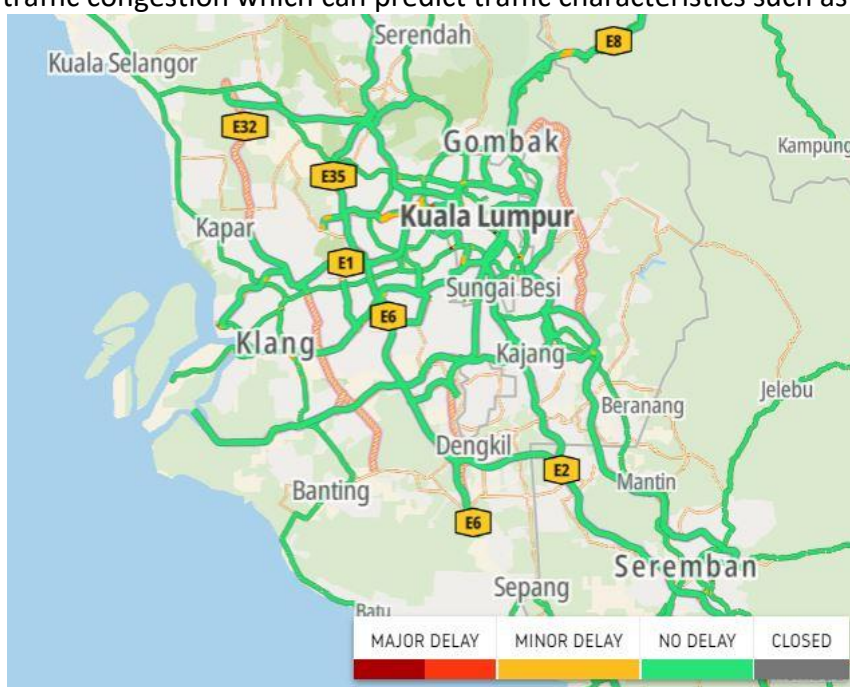 traffic congestion which can predict traffic characteristics such as
Serendah
E8
Kuala Selangor
E32
Gombak
Kampung
E35
Kuala Lumpur
Kapar
E1
Sungai Besi
E6
Klang
Kajang
Jelebu
Beranang
Dengkil
E2
Mantin
Banting
E6
Seremban
Sepang
Batu
MAJOR DELAY MINOR DELAY NO DELAY CLOSED